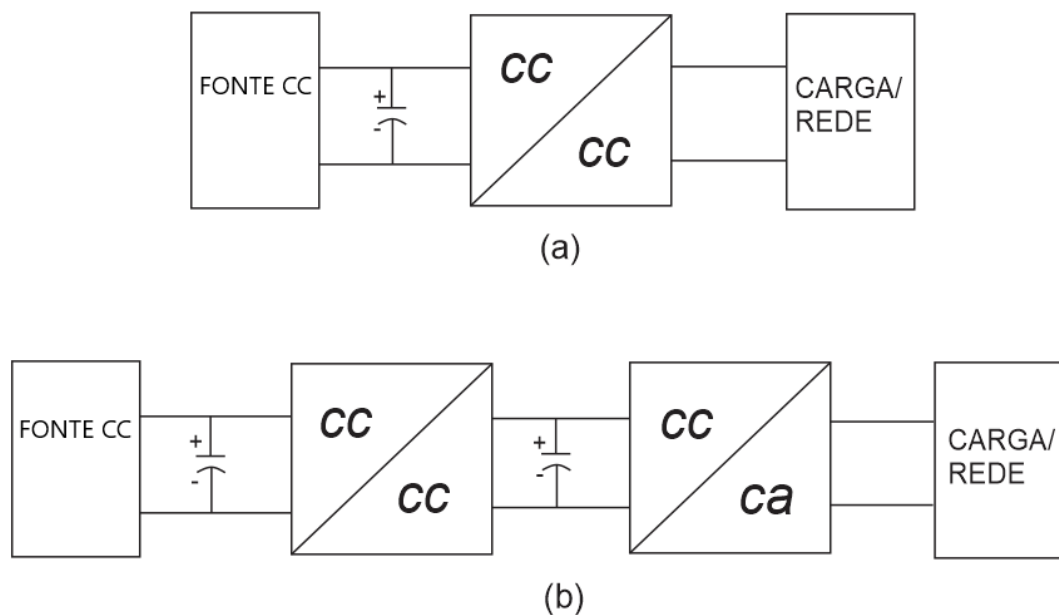 FONTE CC
+
-
cc
cc
CARGA/
REDE
(a)
FONTE CC
+
-
cc
cc
+
-
cc
ca
CARGA/
REDE
(b)